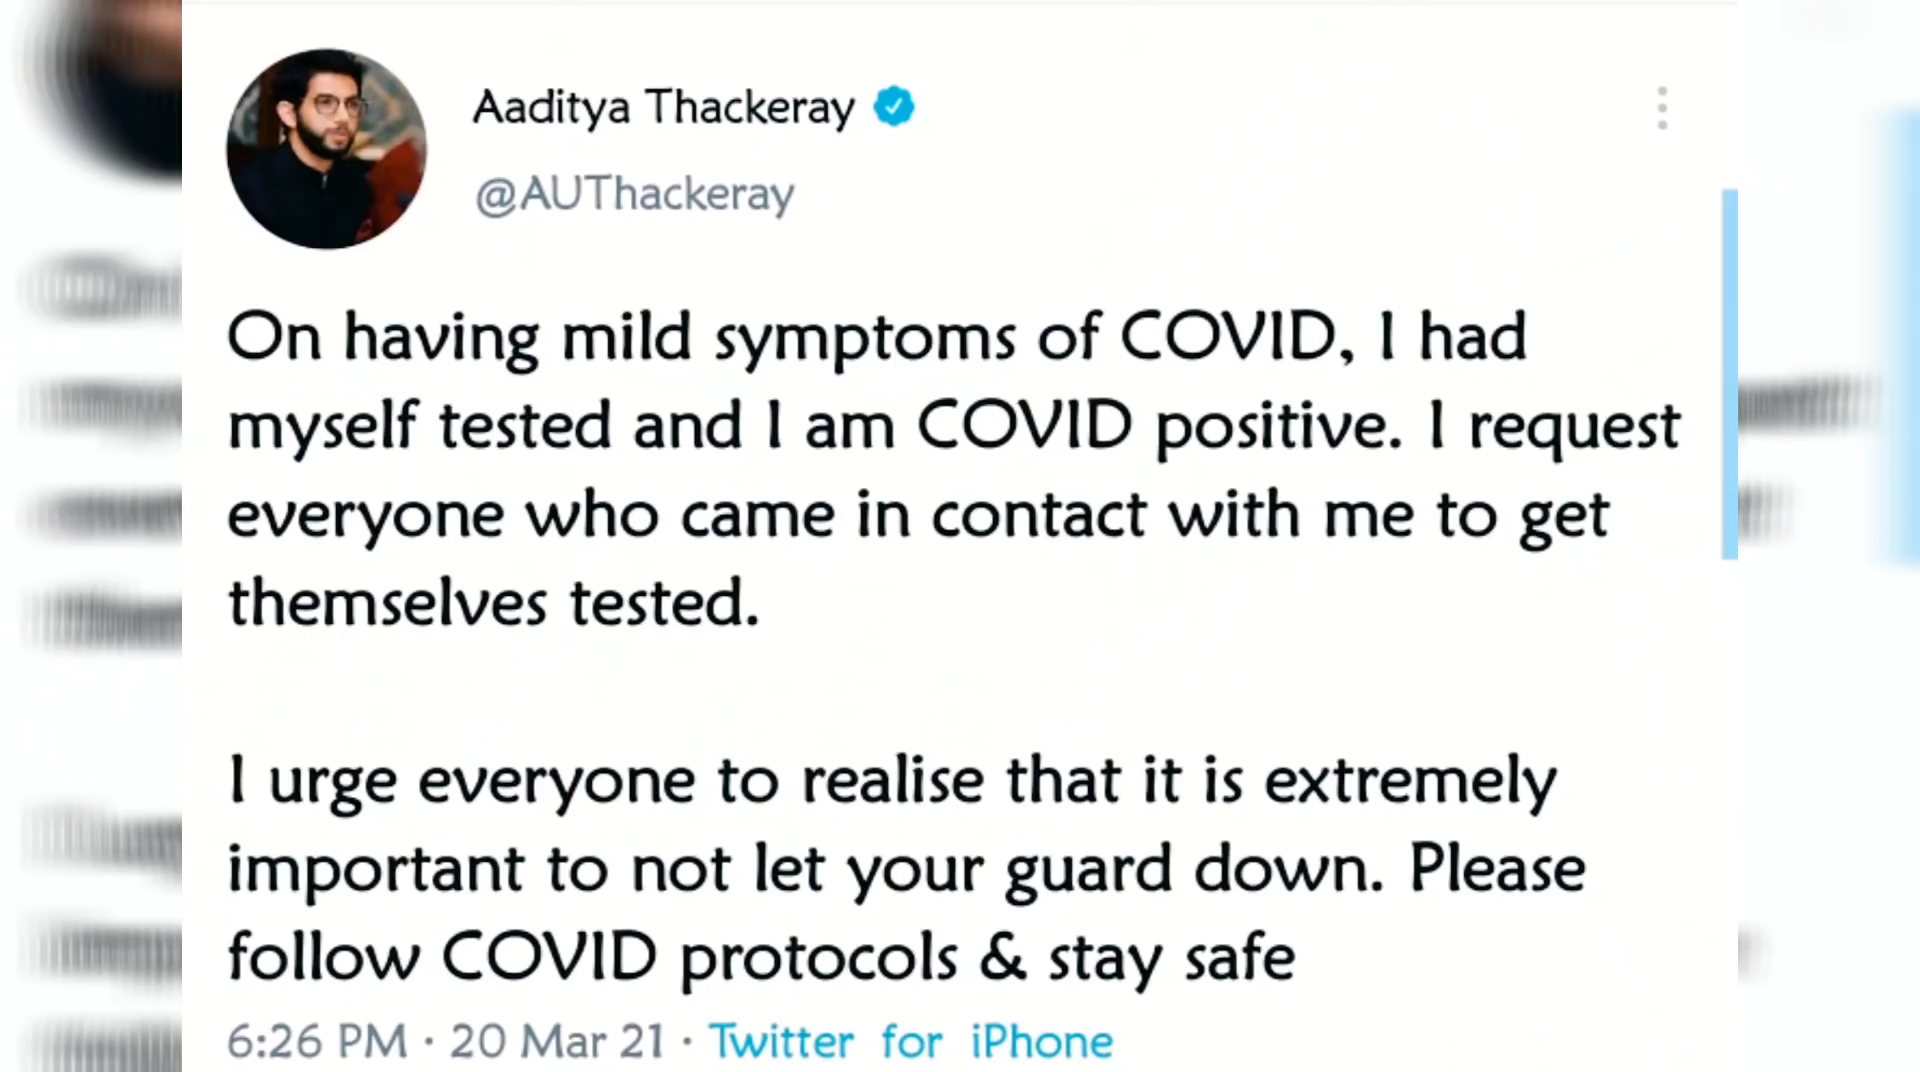 Aaditya Thackeray
@AUThackeray
On having mild symptoms of COVID, I had
myself tested and I am COVID positive. I request
everyone who came in contact with me to get
themselves tested.
I urge everyone to realise that it is extremely
important to not let your guard down. Please
follow COVID protocols & stay safe
6:26 PM · 20 Mar 21 · Twitter for iPhone